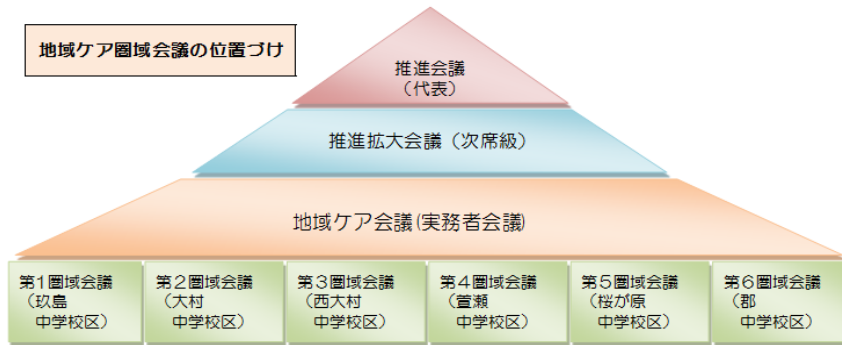 地域ケア圏域会議の位置づけ
推進会議
（代表）
推進拡大会議（次席級）
地域ケア会議(実務者会議)
第１圏域会議
（玖島
中学校区）
第２圏域会議
（大村
中学校区）
第３圏域会議
（西大村
中学校区）
第４圏域会議
（萱瀬
中学校区）
第５圏域会議
（桜が原
中学校区）
第６圏域会議
（郡
中学校区）